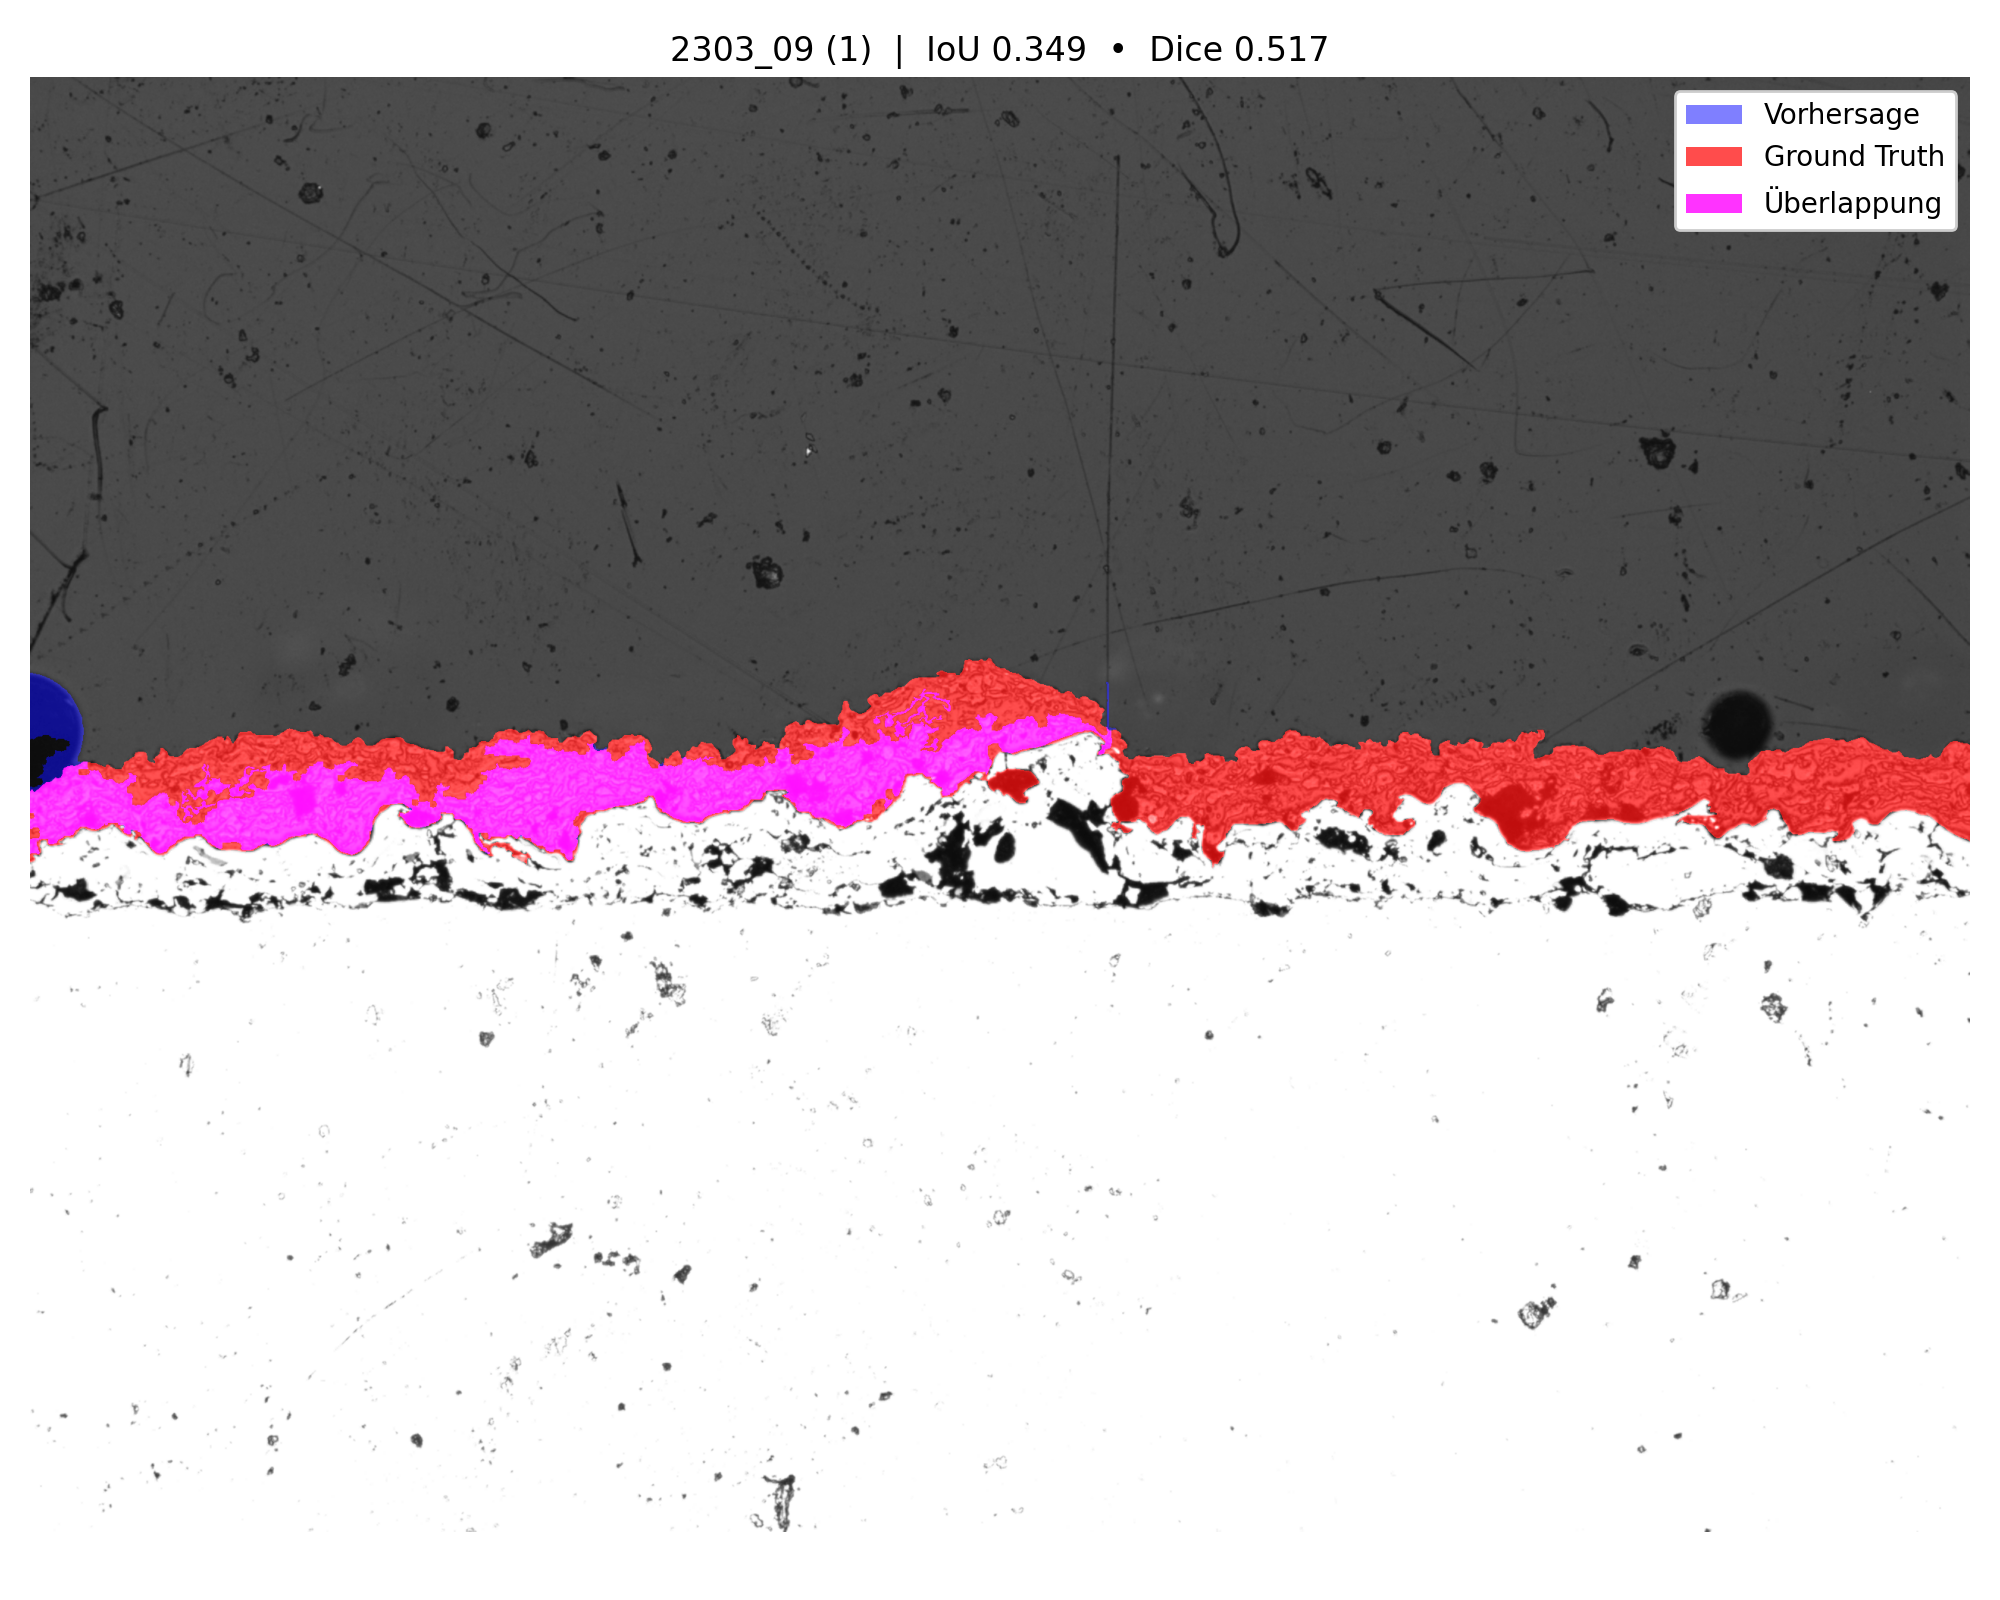 2303_09 (1) | IoU 0.349 • Dice 0.517
Vorhersage
Ground Truth
Überlappung